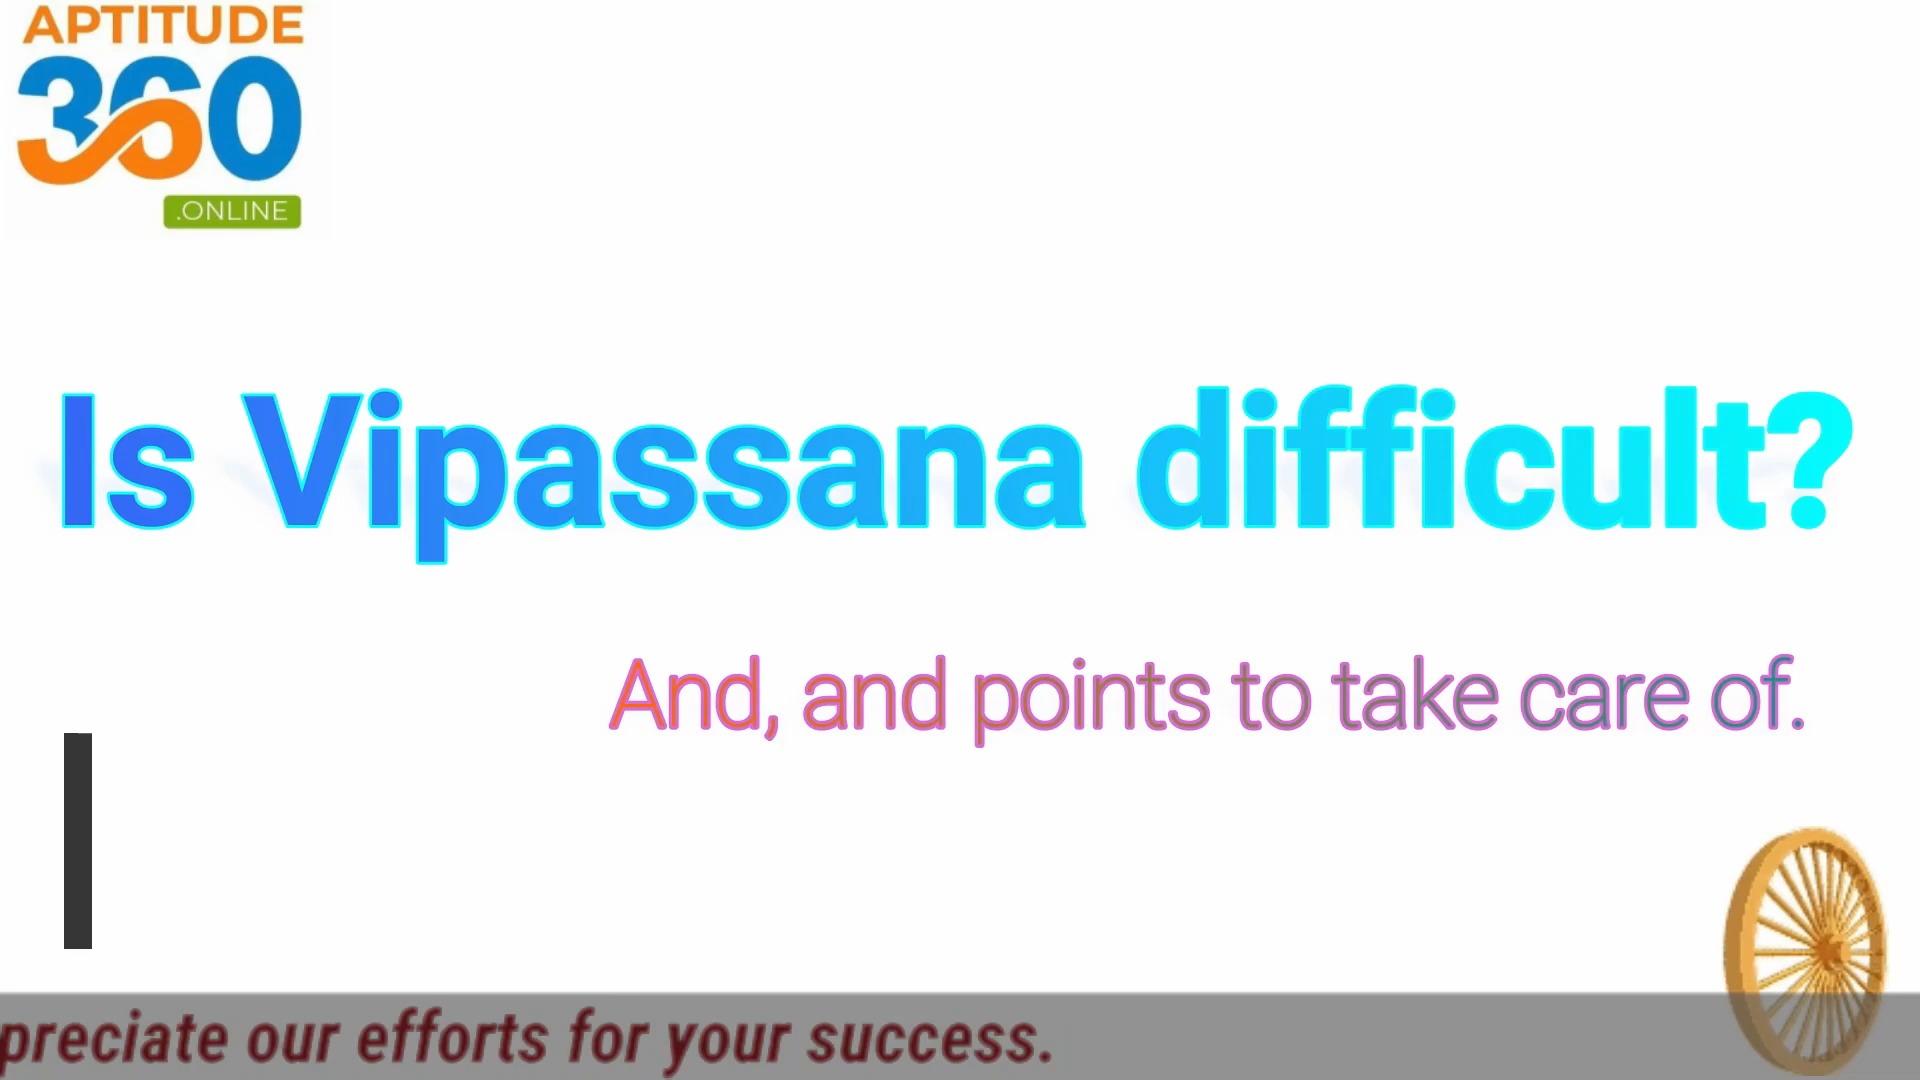 APTITUDE
360
.ONLINE
Is Vipassana difficult?
And, and points to take care of.
preciate our efforts for your success.